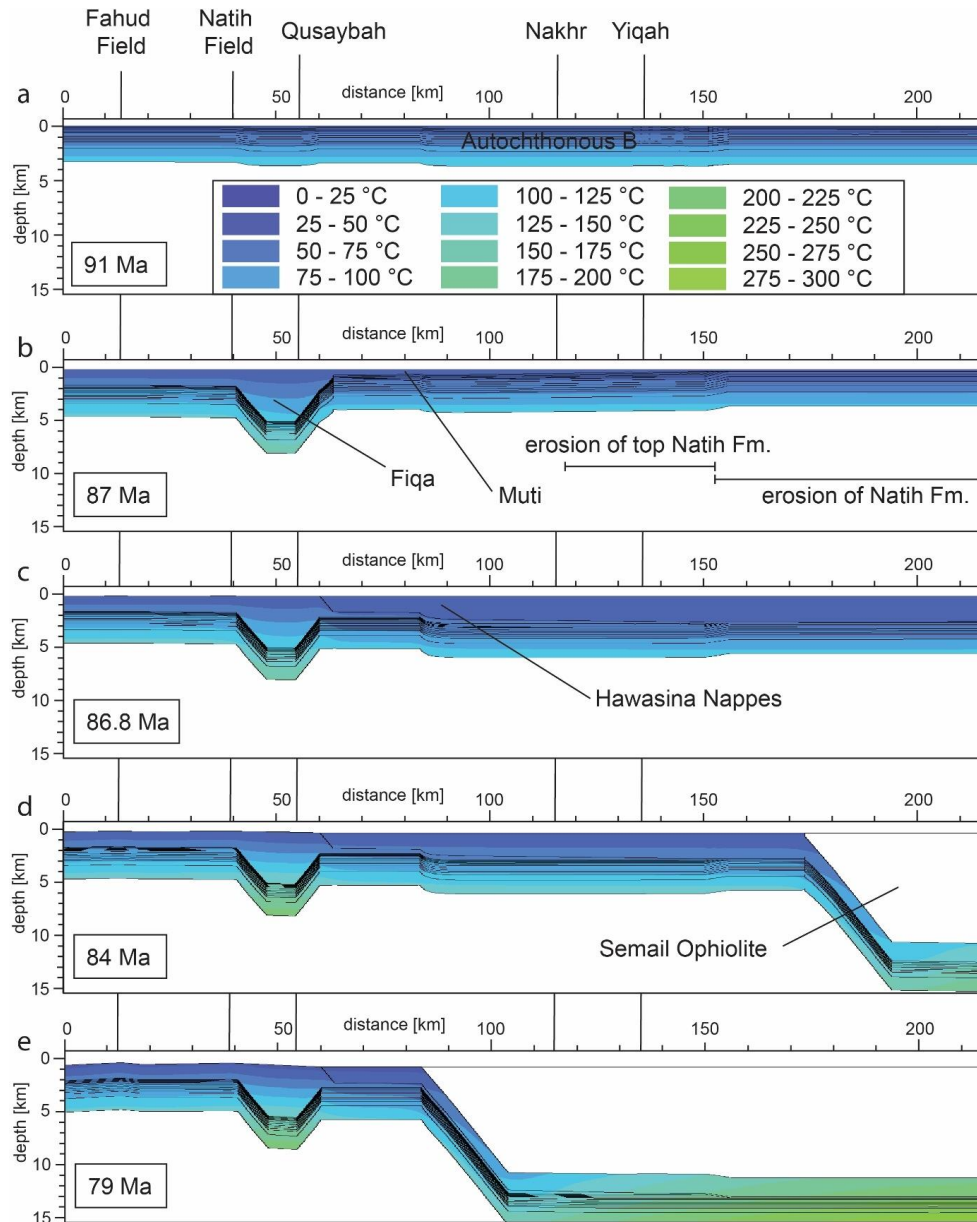 Fahud Field
Natih Field
Qusaybah
Nakhr
Yiqah
a
0 50 distance [km] 100 150 200
depth [km]
0
5
10
15
Autochthonous B
0 - 25 °C
25 - 50 °C
50 - 75 °C
75 - 100 °C
100 - 125 °C
125 - 150 °C
150 - 175 °C
175 - 200 °C
200 - 225 °C
225 - 250 °C
250 - 275 °C
275 - 300 °C
91 Ma
b
0 50 distance [km] 100 150 200
depth [km]
0
5
10
15
Fiqa
Muti
erosion of top Natih Fm.
erosion of Natih Fm.
87 Ma
c
0 50 distance [km] 100 150 200
depth [km]
0
5
10
15
Hawasina Nappes
86.8 Ma
d
0 50 distance [km] 100 150 200
depth [km]
0
5
10
15
Semail Ophiolite
84 Ma
e
0 50 distance [km] 100 150 200
depth [km]
0
5
10
15
79 Ma